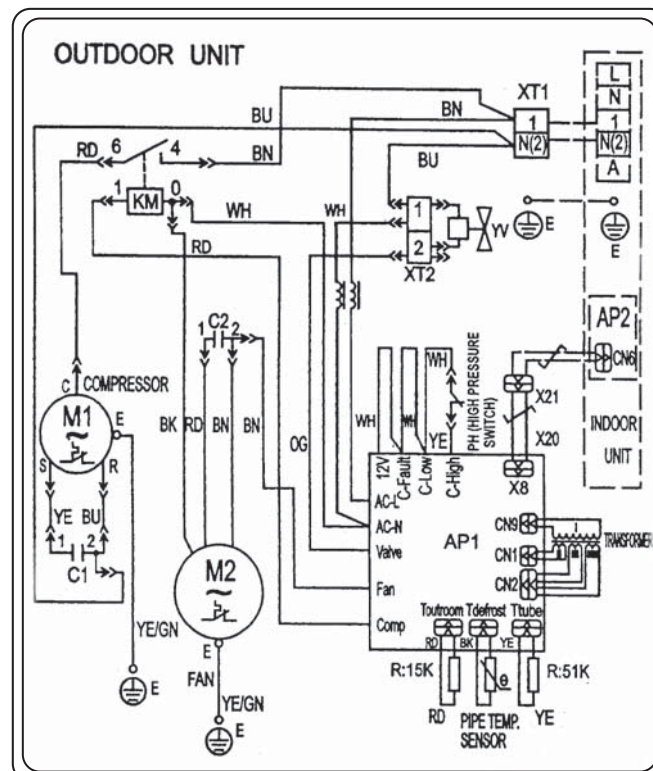 OUTDOOR UNIT
XT1
L
N
1
N(2)
A
1
N(2)
BU
BN
BU
RD
6
4
BN
1
KM
0
WH
RD
WH
1
2
XT2
YV
E
E
AP2
CN6
INDOOR
UNIT
1
C2
2
C
COMPRESSOR
M1
~
E
S
R
YE
BU
1
2
C1
YE/GN
E
BK
RD
BN
BN
OG
M2
~
E
FAN
YE/GN
E
WH
WH
WH
YE
PH (HIGH PRESSURE
SWITCH)
X21
X20
X8
12V
C-Fault
C-Low
C-High
AC-L
AC-N
Valve
Fan
Comp
AP1
CN9
CN1
CN2
TRANSFORMER
Toutroom
Tdefrost
Ttube
RD
BK
YE
R:15K
θ
R:51K
RD
PIPE TEMP.
SENSOR
YE